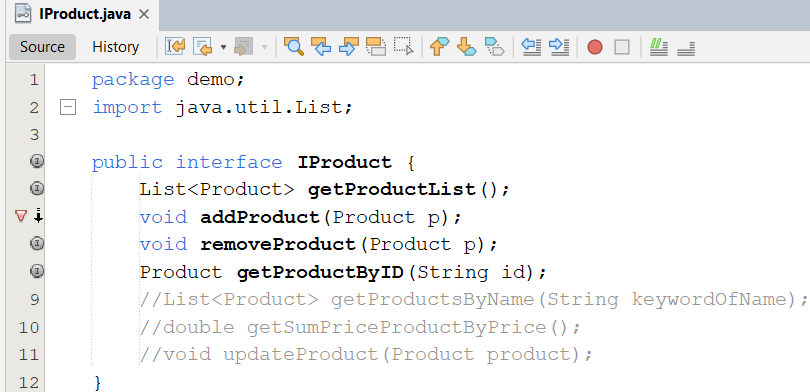 IProduct.java
Source History
1 package demo;
2 import java.util.List;
3
public interface IProduct {
List<Product> getProductList();
void addProduct(Product p);
void removeProduct(Product p);
Product getProductByID(String id);
9 //List<Product> getProductsByName(String keywordOfName);
10 //double getSumPriceProductByPrice();
11 //void updateProduct(Product product);
12 }